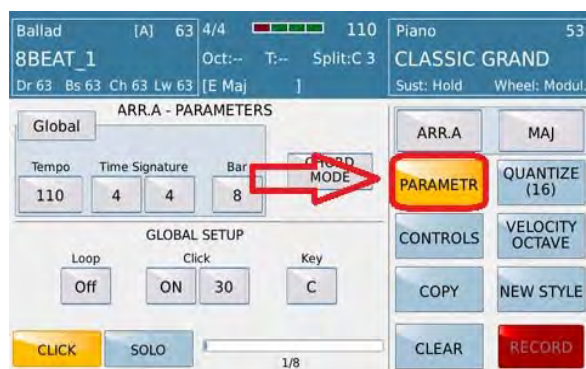 Ballad [A] 63 4/4 110 Piano 53
8BEAT_1 Oct:-- T:-- Split:C 3 CLASSIC GRAND
Dr 63 Bs 63 Ch 63 Lw 63 [E Maj ] Sust: Hold Wheel: Modul.
ARR.A - PARAMETERS
Global
Tempo Time Signature Bar
110 4 4 8
CHORD
MODE
GLOBAL SETUP
Loop Click Key
Off ON 30 C
CLICK SOLO
1/8
ARR.A MAJ
PARAMETR QUANTIZE
(16)
CONTROLS VELOCITY
OCTAVE
COPY NEW STYLE
CLEAR RECORD